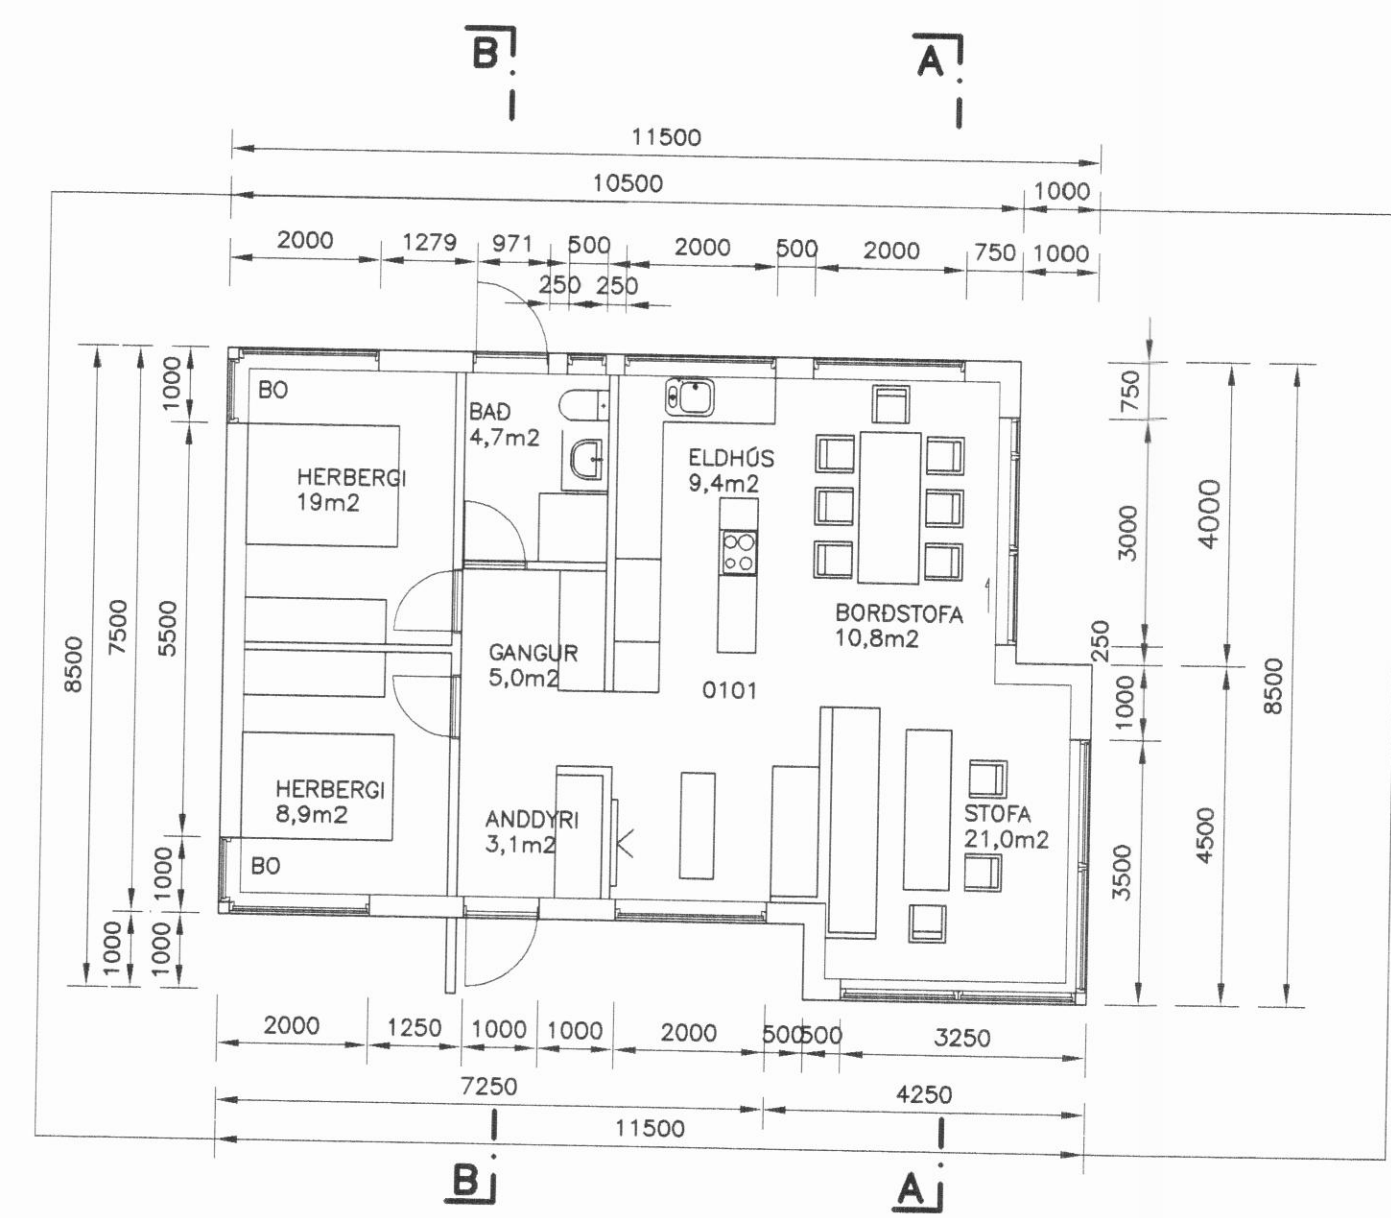 B
A
11500
10500
1000
2000
1279
971
500
2000
500
2000
750
1000
250
250
BO
BAÐ
4,7m2
HERBERGI
19m2
ELDHÚS
9,4m2
BORÐSTOFA
10,8m2
GANGUR
5,0m2
0101
HERBERGI
8,9m2
ANDDYRI
3,1m2
STOFA
21,0m2
BO
8500
7500
1000
5500
1000
1000
1000
750
3000
250
1000
3500
4000
4500
8500
2000
1250
1000
1000
2000
500
500
3250
7250
4250
11500
B
A